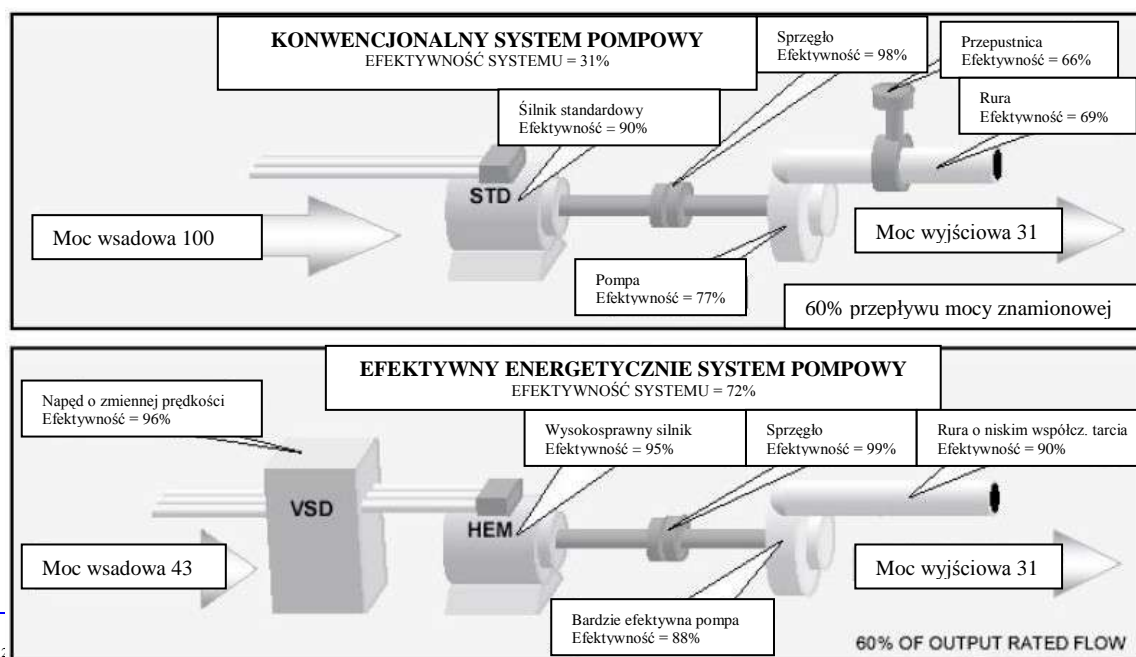 KONWENCJONALNY SYSTEM POMPOWY
EFEKTYWNOŚĆ SYSTEMU = 31%
Sprzęgło
Efektywność = 98%
Przepustnica
Efektywność = 66%
Śilnik standardowy
Efektywność = 90%
Rura
Efektywność = 69%
STD
Moc wsadowa 100
Moc wyjściowa 31
Pompa
Efektywność = 77%
60% przepływu mocy znamionowej
EFEKTYWNY ENERGETYCZNIE SYSTEM POMPOWY
EFEKTYWNOŚĆ SYSTEMU = 72%
Napęd o zmiennej prędkości
Efektywność = 96%
Wysokosprawny silnik
Efektywność = 95%
Sprzęgło
Efektywność = 99%
Rura o niskim współcz. tarcia
Efektywność = 90%
VSD
HEM
Moc wsadowa 43
Moc wyjściowa 31
Bardzie efektywna pompa
Efektywność = 88%
60% OF OUTPUT RATED FLOW